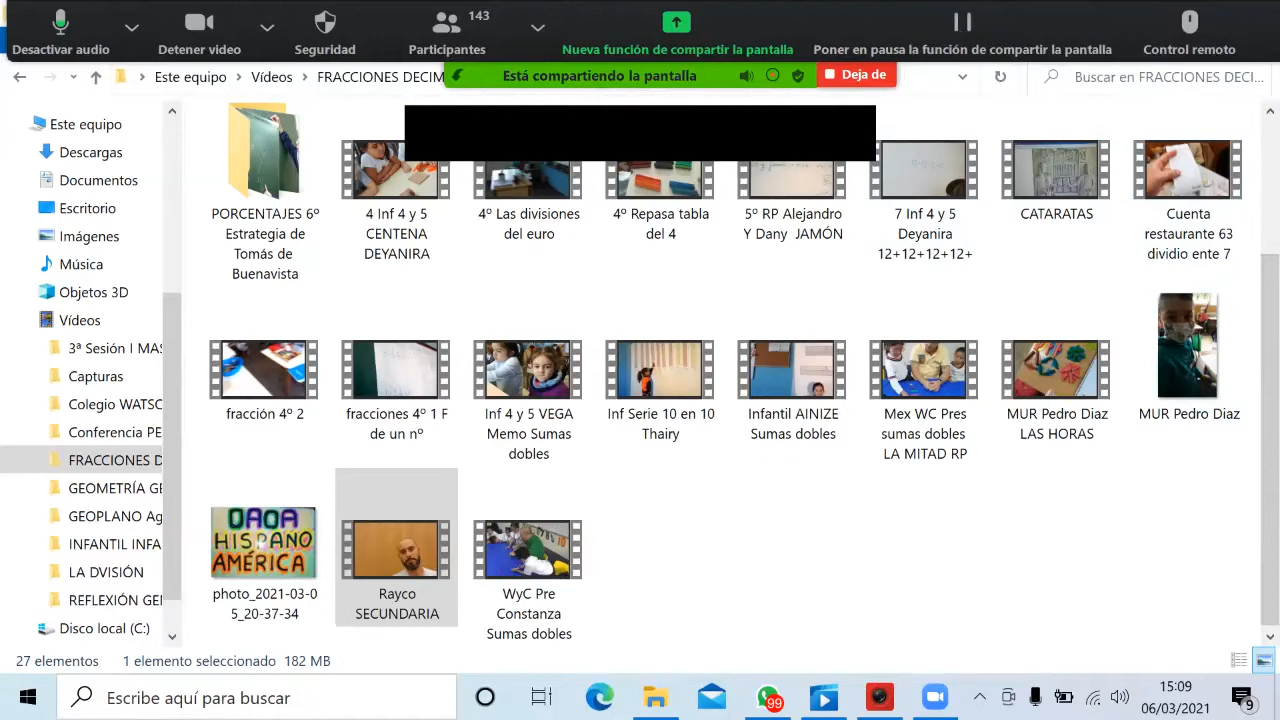 143
Desactivar audio
Detener video
Seguridad
Participantes
Nueva función de compartir la pantalla
Poner en pausa la función de compartir la pantalla
Control remoto
Este equipo
Vídeos
FRACCIONES DECIM
Está compartiendo la pantalla
Deja de
Buscar en FRACCIONES DECI...
Este equipo
Descargas
Documentos
Escritorio
Imágenes
Música
Objetos 3D
Vídeos
3ª Sesión I MAS
Capturas
Colegio WATSC
Conferencia PE
FRACCIONES D
GEOMETRÍA GE
GEOPLANO Ag
INFANTIL INFA
LA DVISIÓN
REFLEXIÓN GEI
Disco local (C:)
PORCENTAJES 6º
Estrategia de
Tomás de
Buenavista
4 Inf 4 y 5
CENTENA
DEYANIRA
4º Las divisiones
del euro
4º Repasa tabla
del 4
5º RP Alejandro
Y Dany JAMÓN
7 Inf 4 y 5
Deyanira
12+12+12+12+
CATARATAS
Cuenta
restaurante 63
dividio ente 7
fracción 4º 2
fracciones 4º 1 F
de un nº
Inf 4 y 5 VEGA
Memo Sumas
dobles
Inf Serie 10 en 10
Thairy
Infantil AINIZE
Sumas dobles
Mex WC Pres
sumas dobles
LA MITAD RP
MUR Pedro Diaz
LAS HORAS
MUR Pedro Diaz
OAOA
HISPANO
AMÉRICA
photo_2021-03-0
5_20-37-34
Rayco
SECUNDARIA
WyC Pre
Constanza
Sumas dobles
27 elementos
1 elemento seleccionado 182 MB
Escribe aquí para buscar
99
15:09
06/03/2021
9